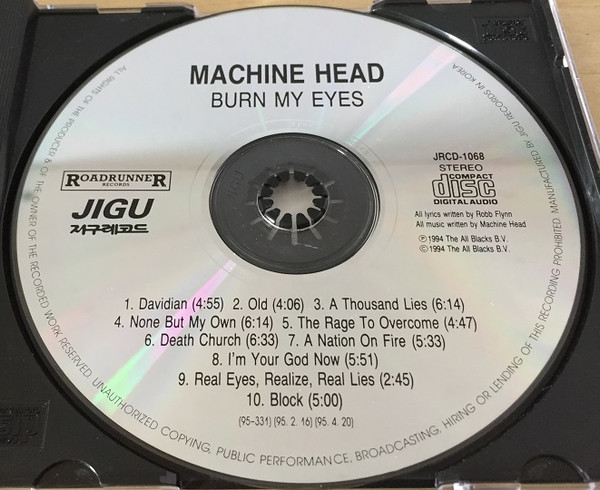 MACHINE HEAD
BURN MY EYES
ROADRUNNER
RECORDS
JIGU
지구레코드
JRCD-1068
STEREO
COMPACT
disc
DIGITAL AUDIO
All lyrics written by Robb Flynn
All music written by Machine Head
Ⓟ1994 The All Blacks B.V.
©1994 The All Blacks B.V.
JIGU
1. Davidian (4:55) 2. Old (4:06) 3. A Thousand Lies (6:14)
4. None But My Own (6:14) 5. The Rage To Overcome (4:47)
6. Death Church (6:33) 7. A Nation On Fire (5:33)
8. I'm Your God Now (5:51)
9. Real Eyes, Realize, Real Lies (2:45)
10. Block (5:00)
(95-331) (95. 2. 16) (95. 4. 20)
ALL RIGHTS OF THE PRODUCER & OF THE OWNER OF THE RECORDED WORK RESERVED. UNAUTHORIZED COPYING, PUBLIC PERFORMANCE, BROADCASTING, HIRING OR LENDING OF THIS RECORDING PROHIBITED. MANUFACTURED BY JIGU RECORDS IN KOREA